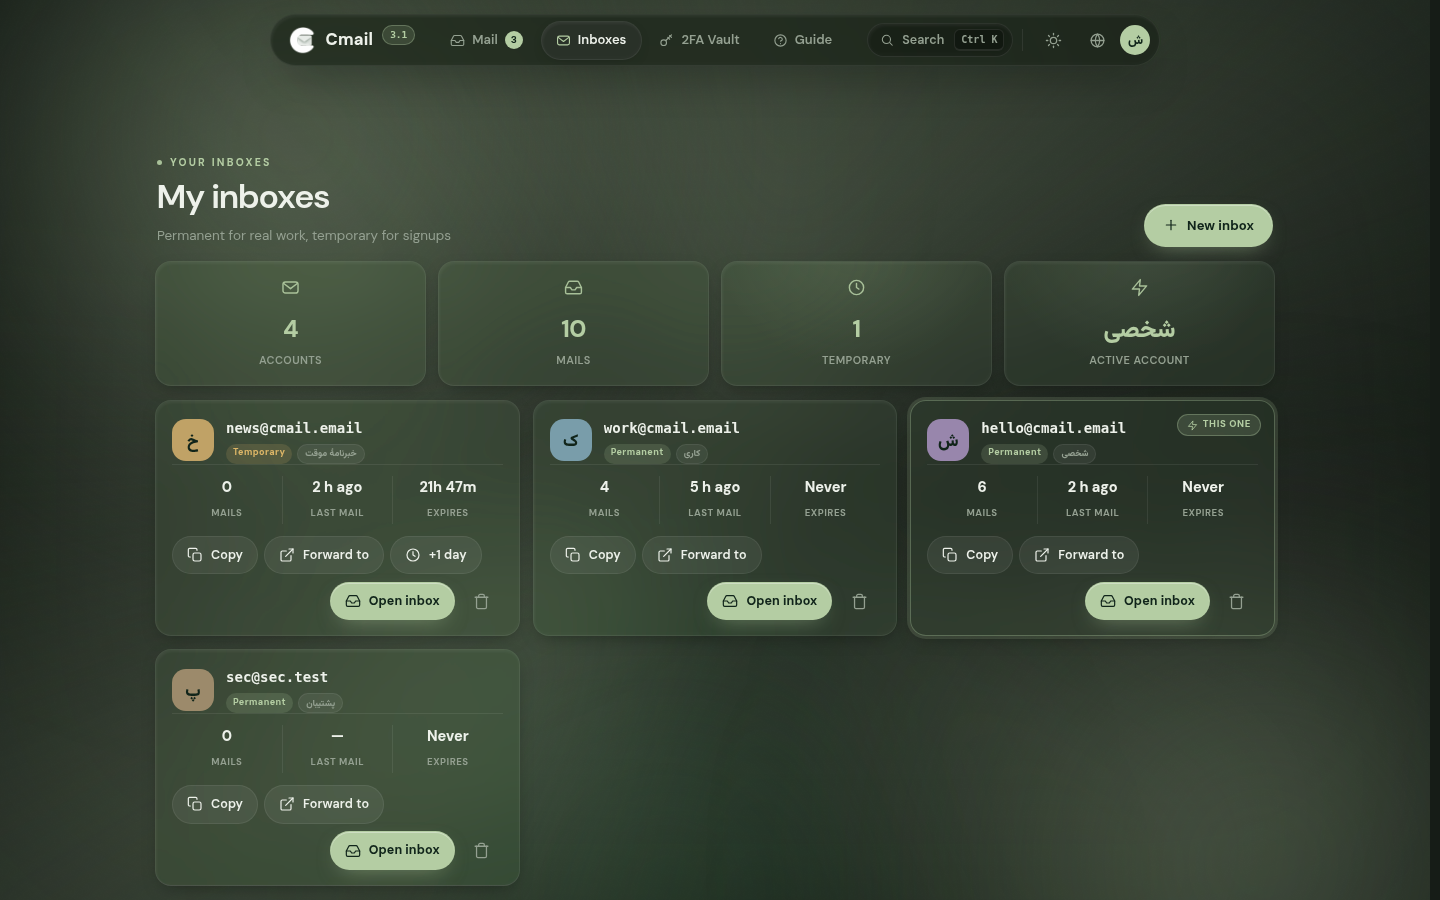 Cmail 3.1 Mail 3 Inboxes 2FA Vault Guide Search Ctrl K ش
YOUR INBOXES
My inboxes
Permanent for real work, temporary for signups
New inbox
4
ACCOUNTS
10
MAILS
1
TEMPORARY
شخصی
ACTIVE ACCOUNT
خ
news@cmail.email
Temporary خبرنامهٔ موقت
0 2 h ago 21h 47m
MAILS LAST MAIL EXPIRES
Copy Forward to +1 day
Open inbox
ک
work@cmail.email
Permanent کاری
4 5 h ago Never
MAILS LAST MAIL EXPIRES
Copy Forward to
Open inbox
ش
hello@cmail.email
THIS ONE
Permanent شخصی
6 2 h ago Never
MAILS LAST MAIL EXPIRES
Copy Forward to
Open inbox
پ
sec@sec.test
Permanent پشتیبان
0 — Never
MAILS LAST MAIL EXPIRES
Copy Forward to
Open inbox